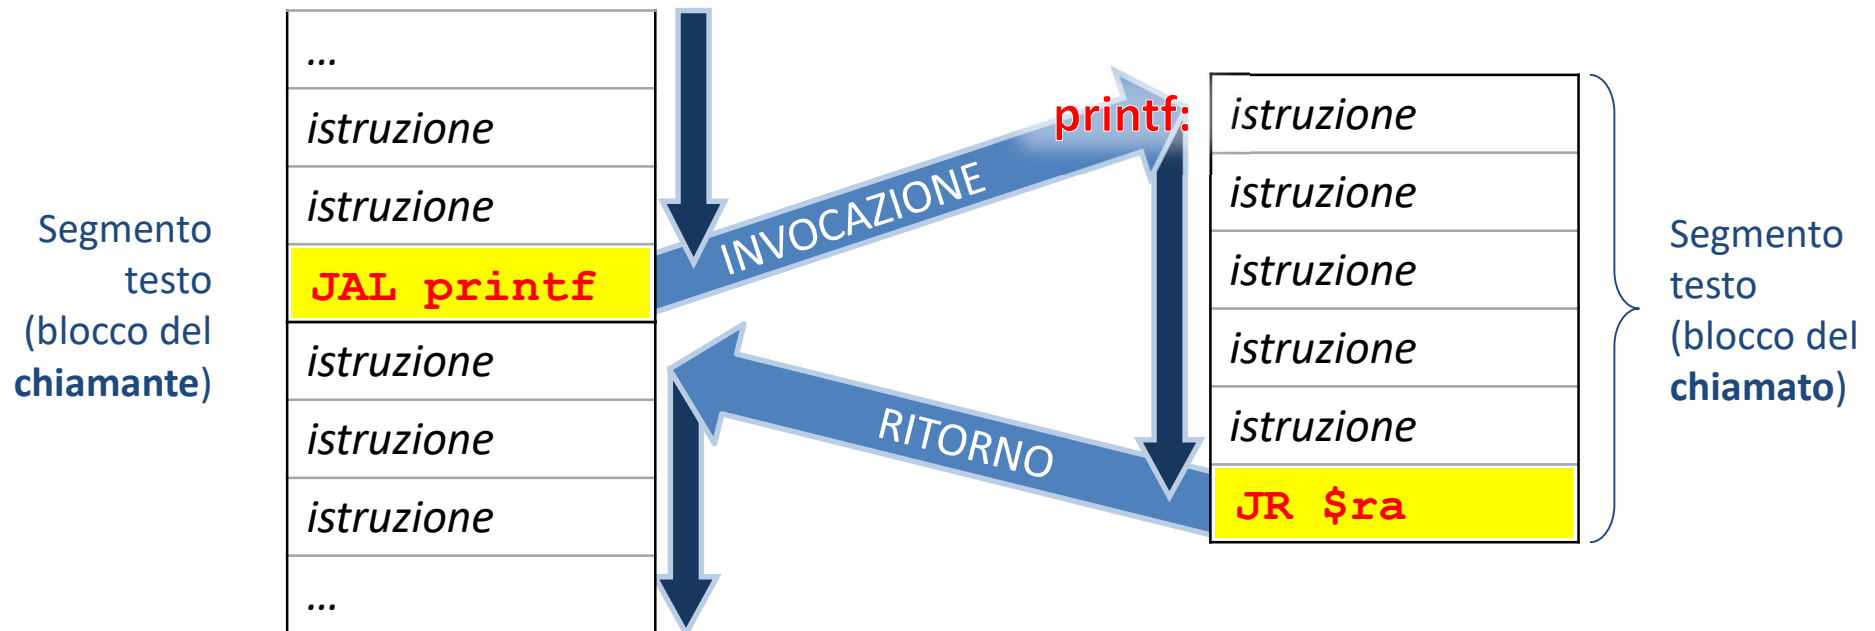 Segmento
testo
(blocco del
chiamante)
...
istruzione
istruzione
JAL printf
istruzione
istruzione
istruzione
...
INVOCAZIONE
RITORNO
printf:
istruzione
istruzione
istruzione
istruzione
istruzione
JR $ra
Segmento
testo
(blocco del
chiamato)